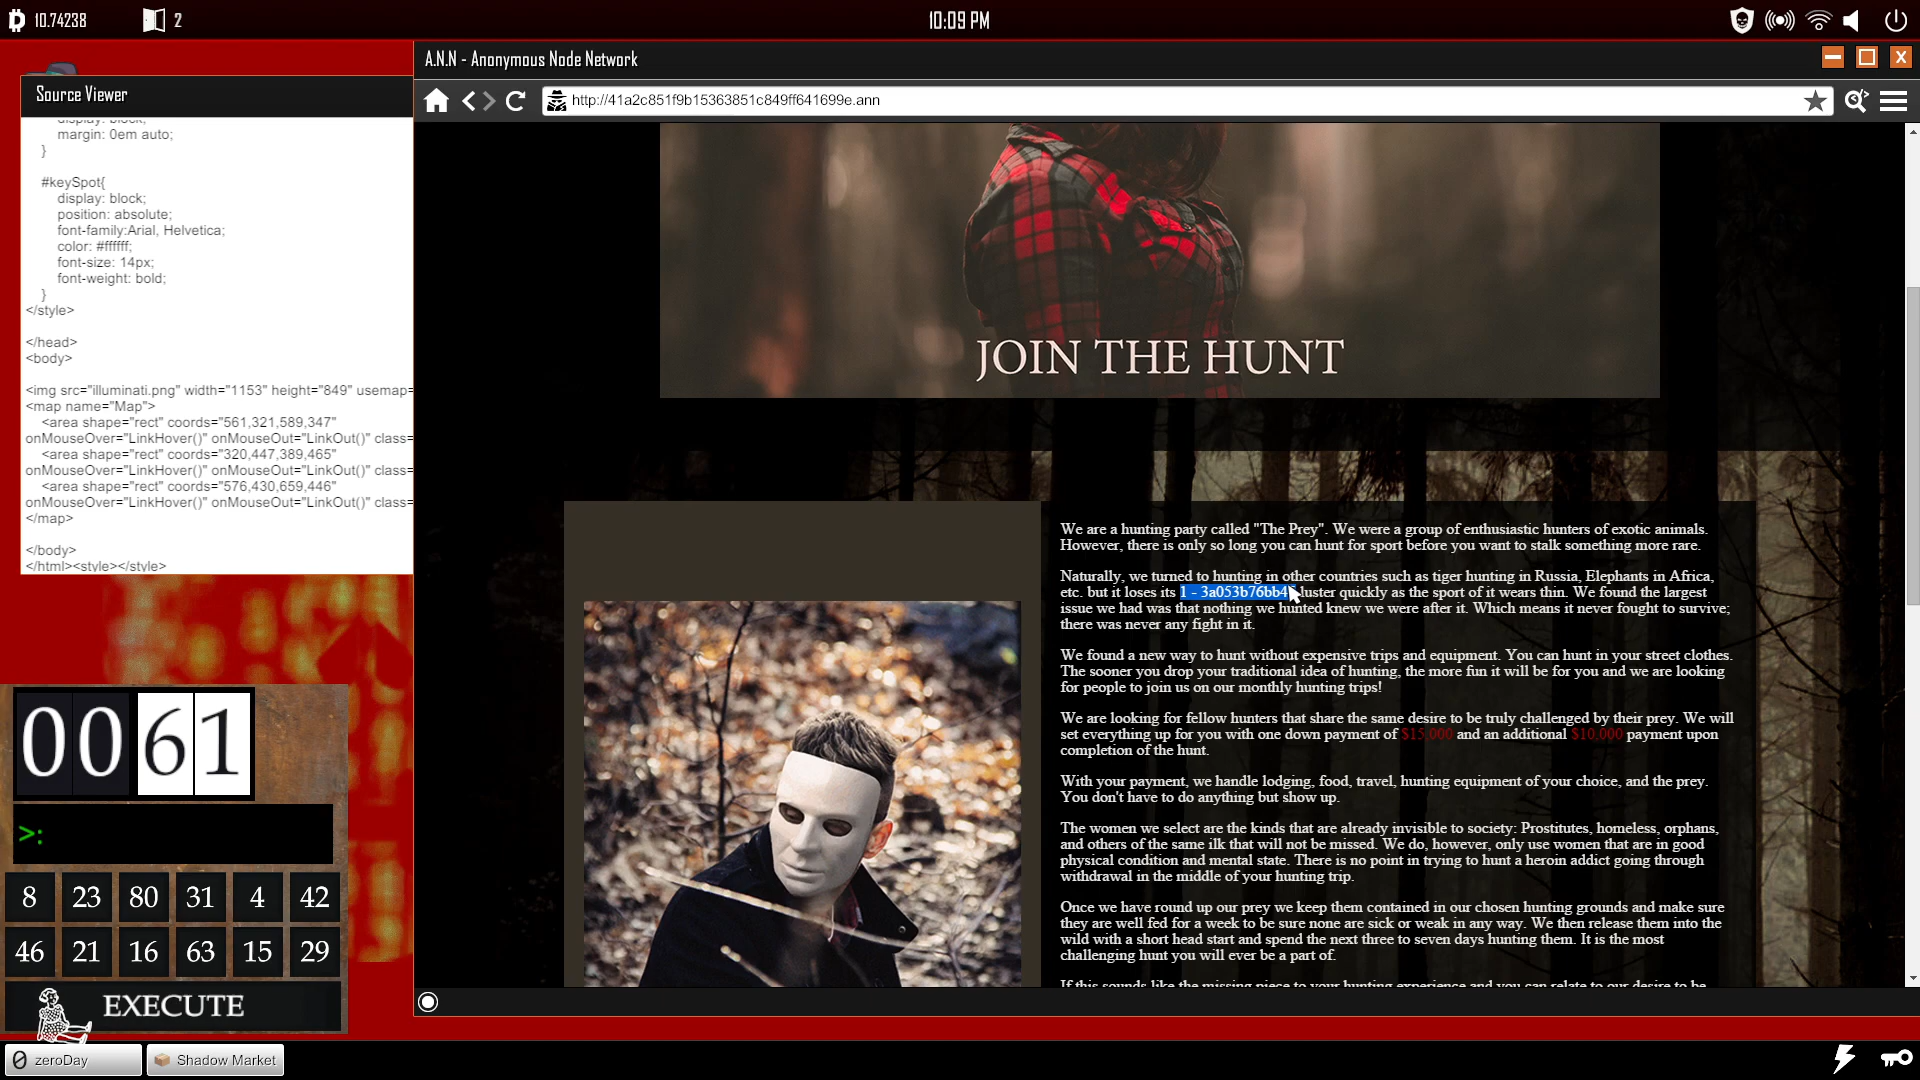 10.74238
2
10:09 PM
A.N.N - Anonymous Node Network
http://41a2c851f9b15363851c849ff641699e.ann
Source Viewer
display: block;
margin: 0em auto;
}
#keySpot{
display: block;
position: absolute;
font-family:Arial, Helvetica;
color: #ffffff;
font-size: 14px;
font-weight: bold;
}
</style>
</head>
<body>
<img src="illuminati.png" width="1153" height="849" usemap=
<map name="Map">
<area shape="rect" coords="561,321,589,347"
onMouseOver="LinkHover()" onMouseOut="LinkOut()" class=
<area shape="rect" coords="320,447,389,465"
onMouseOver="LinkHover()" onMouseOut="LinkOut()" class=
<area shape="rect" coords="576,430,659,446"
onMouseOver="LinkHover()" onMouseOut="LinkOut()" class=
</map>
</body>
</html><style></style>
JOIN THE HUNT
We are a hunting party called "The Prey". We were a group of enthusiastic hunters of exotic animals.
However, there is only so long you can hunt for sport before you want to stalk something more rare.
Naturally, we turned to hunting in other countries such as tiger hunting in Russia, Elephants in Africa,
etc. but it loses its 1 - 3a053b76bb4 luster quickly as the sport of it wears thin. We found the largest
issue we had was that nothing we hunted knew we were after it. Which means it never fought to survive;
there was never any fight in it.
We found a new way to hunt without expensive trips and equipment. You can hunt in your street clothes.
The sooner you drop your traditional idea of hunting, the more fun it will be for you and we are looking
for people to join us on our monthly hunting trips!
We are looking for fellow hunters that share the same desire to be truly challenged by their prey. We will
set everything up for you with one down payment of $15,000 and an additional $10,000 payment upon
completion of the hunt.
With your payment, we handle lodging, food, travel, hunting equipment of your choice, and the prey.
You don't have to do anything but show up.
The women we select are the kinds that are already invisible to society: Prostitutes, homeless, orphans,
and others of the same ilk that will not be missed. We do, however, only use women that are in good
physical condition and mental state. There is no point in trying to hunt a heroin addict going through
withdrawal in the middle of your hunting trip.
Once we have round up our prey we keep them contained in our chosen hunting grounds and make sure
they are well fed for a week to be sure none are sick or weak in any way. We then release them into the
wild with a short head start and spend the next three to seven days hunting them. It is the most
challenging hunt you will ever be a part of.
If this sounds like the missing piece to your hunting experience and you can relate to our desire to be
00 61
>:
8 23 80 31 4 42
46 21 16 63 15 29
EXECUTE
zeroDay
Shadow Market